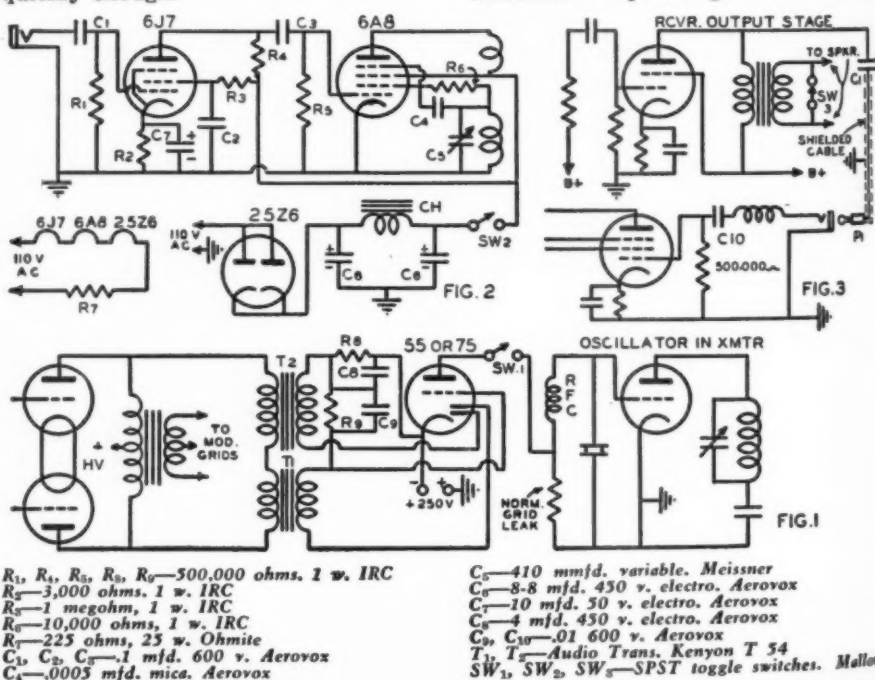 6J7 6A8 RCVR. OUTPUT STAGE
C1 C3 R4 R6 TO SPKR. C1
R1 R3 R5 C4 SW 3
R2 C7 + - C2 C5 SHIELDED CABLE
B+ B+
6J7 6A8 25Z6 110 V AC 25Z6 CH SW2
110 V AC C6 C6 C10 P1
R7 FIG. 2 500,000~ FIG. 3
T2 R8 55 OR 75 SW.1 OSCILLATOR IN XMTR
C8 RFC
HV + TO MOD. GRIDS R9 C9
T1 - + NORM. GRID LEAK
+250V FIG.1
R₁, R₄, R₅, R₈, R₉—500,000 ohms. 1 w. IRC
R₂—3,000 ohms. 1 w. IRC
R₃—1 megohm, 1 w. IRC
R₆—10,000 ohms, 1 w. IRC
R₇—225 ohms, 25 w. Ohmite
C₁, C₂, C₃—.1 mfd. 600 v. Aerovox
C₄—.0005 mfd. mica. Aerovox
C₅—410 mmfd. variable. Meissner
C₆—8-8 mfd. 450 v. electro. Aerovox
C₇—10 mfd. 50 v. electro. Aerovox
C₈—4 mfd. 450 v. electro. Aerovox
C₉, C₁₀—.01 600 v. Aerovox
T₁, T₂—Audio Trans. Kenyon T 54
SW₁, SW₂, SW₃—SPST toggle switches.